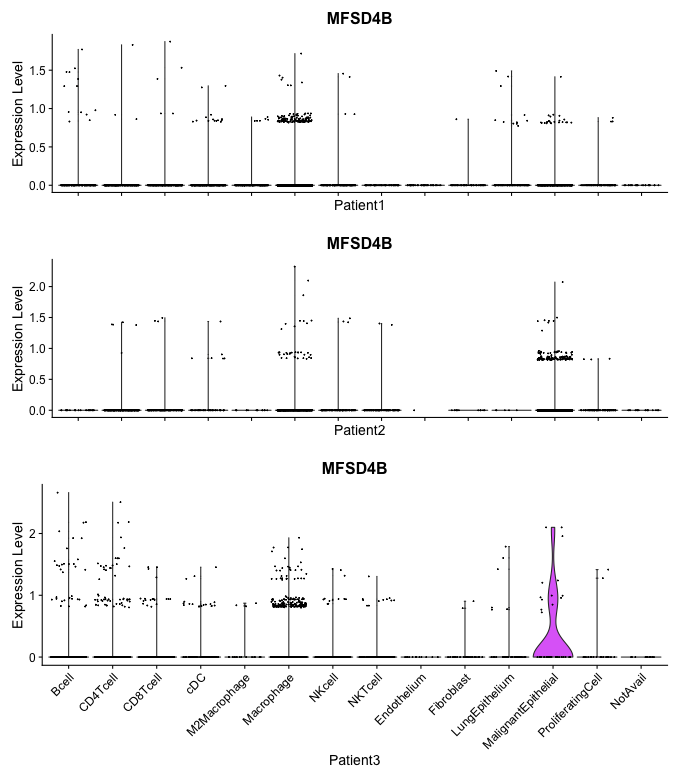 MFSD4B
Expression Level
1.5
1.0
0.5
0.0
Patient1
MFSD4B
Expression Level
2.0
1.5
1.0
0.5
0.0
Patient2
MFSD4B
Expression Level
2
1
0
Bcell
CD4Tcell
CD8Tcell
cDC
M2Macrophage
Macrophage
NKcell
NKTcell
Endothelium
Fibroblast
LungEpithelium
MalignantEpithelial
ProliferatingCell
NotAvail
Patient3